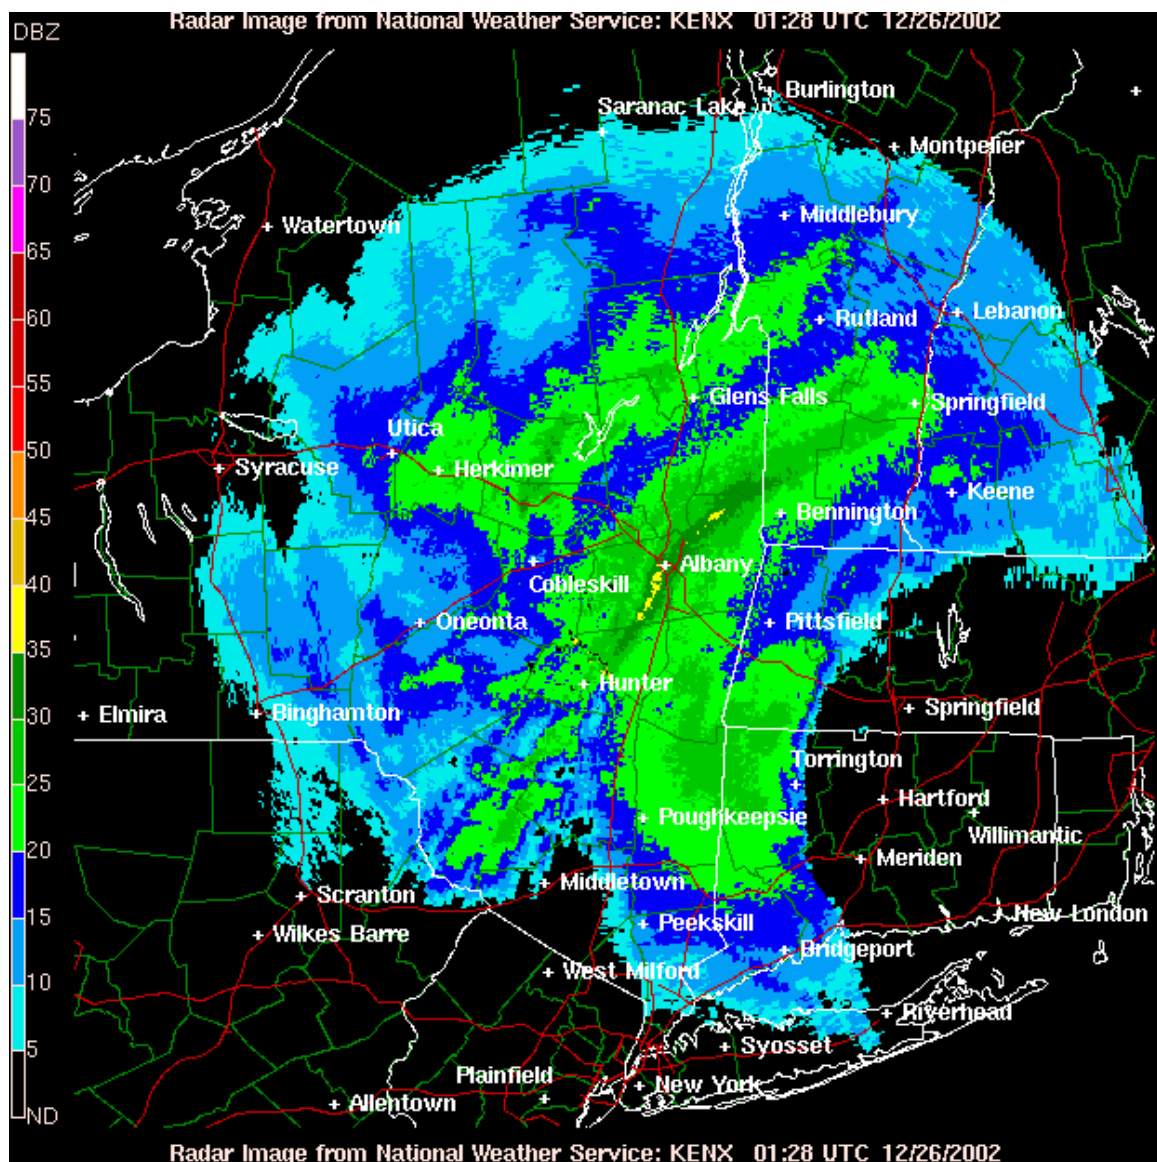 Radar Image from National Weather Service: KENX 01:28 UTC 12/26/2002
DBZ
75
70
65
60
55
50
45
40
35
30
25
20
15
10
5
ND
Burlington
Saranac Lake
Montpelier
Middlebury
Watertown
Rutland
Lebanon
Glens Falls
Springfield
Utica
Syracuse
Herkimer
Keene
Bennington
Albany
Cobleskill
Oneonta
Pittsfield
Hunter
Elmira
Binghamton
Springfield
Torrington
Hartford
Poughkeepsie
Willimantic
Meriden
Middletown
Scranton
New London
Peekskill
Wilkes Barre
Bridgeport
West Milford
Riverhead
Syosset
Plainfield
New York
Allentown
Radar Image from National Weather Service: KENX 01:28 UTC 12/26/2002